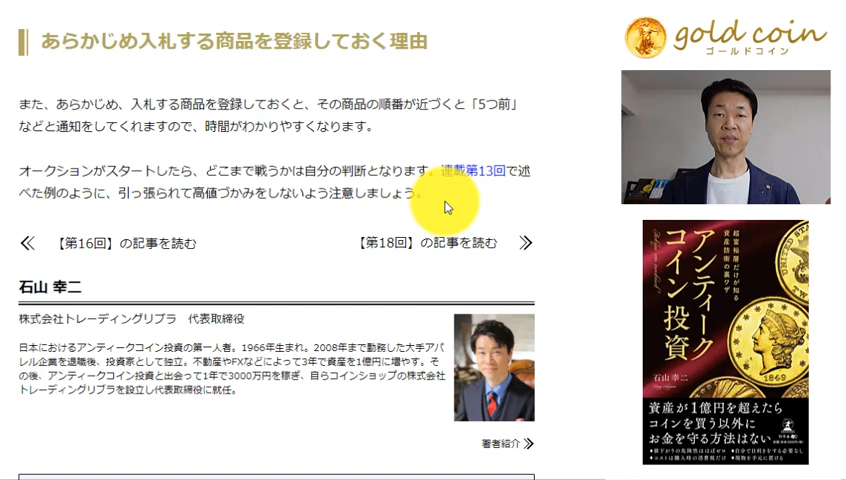 あらかじめ入札する商品を登録しておく理由
また、あらかじめ、入札する商品を登録しておくと、その商品の順番が近づくと「5つ前」
などと通知をしてくれますので、時間がわかりやすくなります。
オークションがスタートしたら、どこまで戦うかは自分の判断となります。連載第13回で述
べた例のように、引っ張られて高値づかみをしないよう注意しましょう。
【第16回】の記事を読む
【第18回】の記事を読む
石山 幸二
株式会社トレーディングリブラ 代表取締役
日本におけるアンティークコイン投資の第一人者。1966年生まれ。2008年まで勤務した大手アパ
レル企業を退職後、投資家として独立。不動産やFXなどによって3年で資産を1億円に増やす。そ
の後、アンティークコイン投資と出会って1年で3000万円を稼ぎ、自らコインショップの株式会社
トレーディングリブラを設立し代表取締役に就任。
著者紹介
gold coin
ゴールドコイン
超富裕層だけが知る
資産防衛の裏ワザ
アンティーク
コイン投資
石山 幸二
1869
資産が1億円を超えたら
コインを買う以外に
お金を守る方法はない